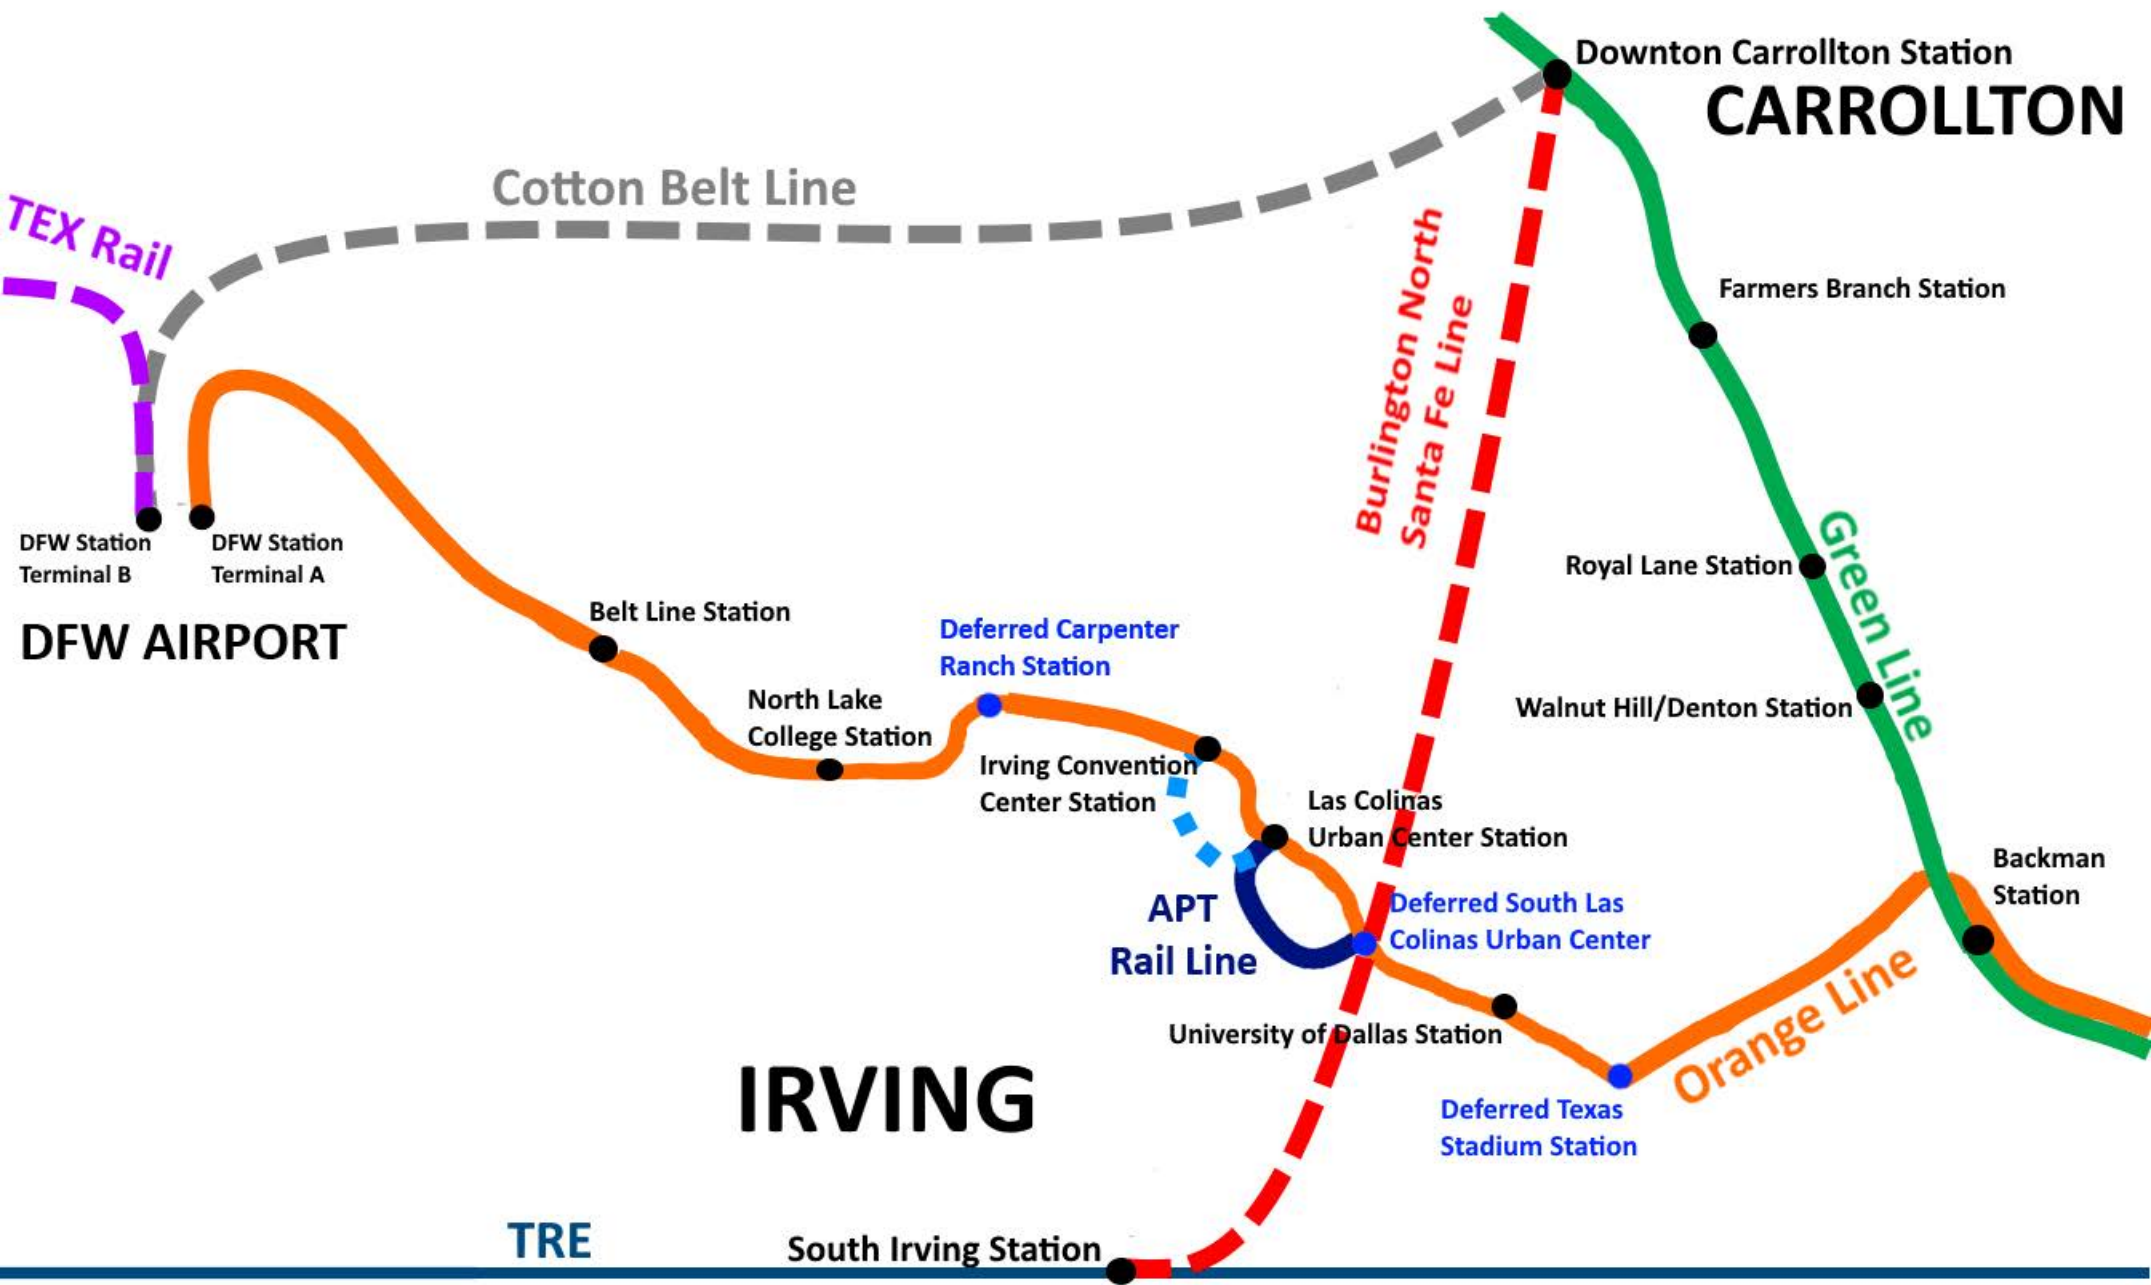 Downton Carrollton Station
CARROLLTON
Cotton Belt Line
TEX Rail
Burlington North
Santa Fe Line
Farmers Branch Station
Green Line
Royal Lane Station
DFW Station
Terminal B
DFW Station
Terminal A
DFW AIRPORT
Belt Line Station
Deferred Carpenter
Ranch Station
North Lake
College Station
Walnut Hill/Denton Station
Irving Convention
Center Station
Las Colinas
Urban Center Station
Backman
Station
APT
Rail Line
Deferred South Las
Colinas Urban Center
Orange Line
University of Dallas Station
IRVING
Deferred Texas
Stadium Station
TRE
South Irving Station